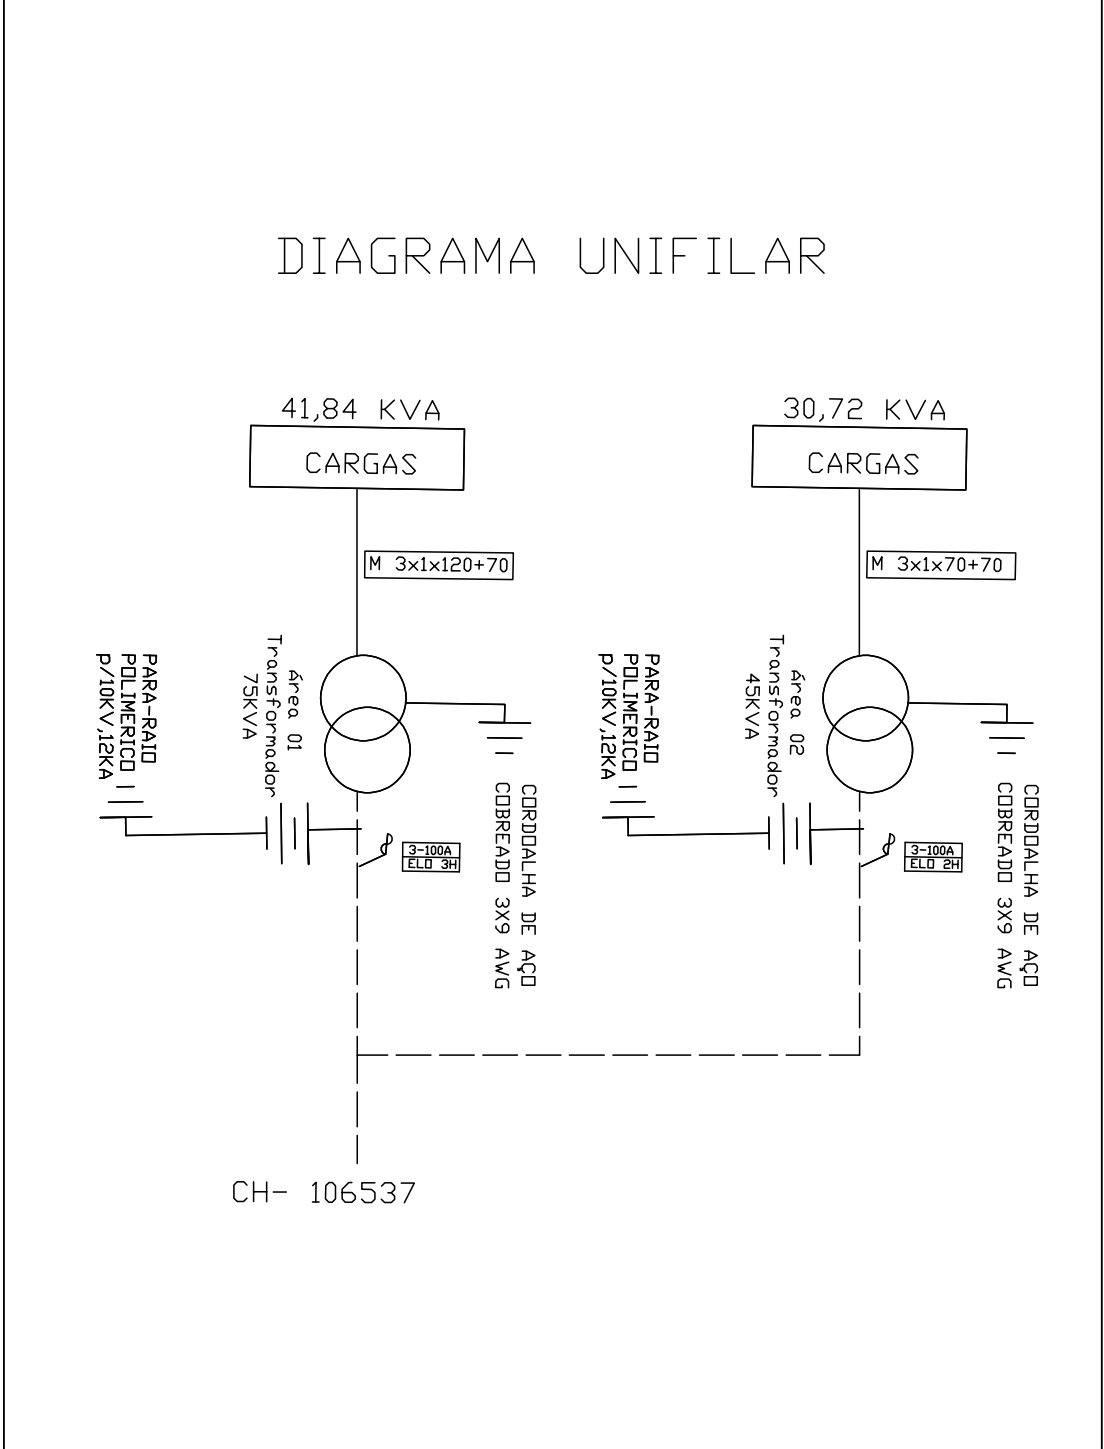 DIAGRAMA UNIFILAR
41,84 KVA
CARGAS
M 3x1x120+70
Área 01
Transformador
75KVA
PARA-RAIO
POLIMERICO
p/10KV,12KA
CORDOALHA DE AÇO
COBREADO 3X9 AWG
3-100A
ELO 3H
30,72 KVA
CARGAS
M 3x1x70+70
Área 02
Transformador
45KVA
PARA-RAIO
POLIMERICO
p/10KV,12KA
CORDOALHA DE AÇO
COBREADO 3X9 AWG
3-100A
ELO 2H
CH- 106537